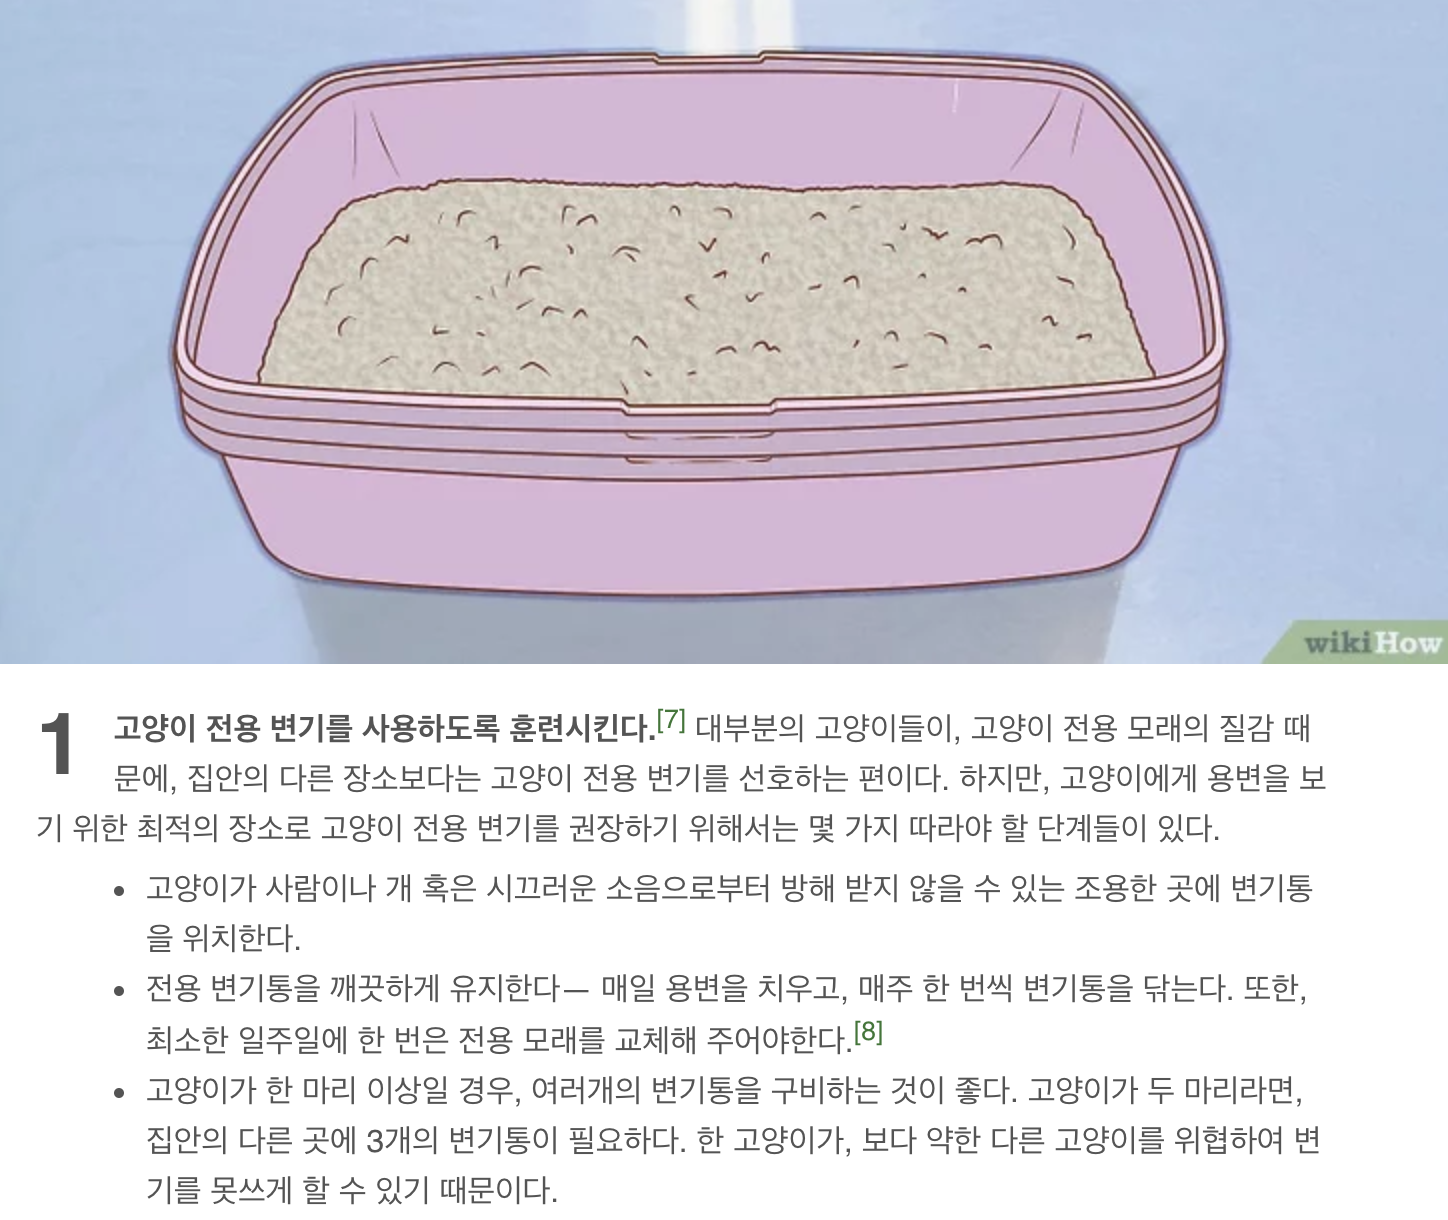 wikiHow
1 고양이 전용 변기를 사용하도록 훈련시킨다.[7] 대부분의 고양이들이, 고양이 전용 모래의 질감 때
문에, 집안의 다른 장소보다는 고양이 전용 변기를 선호하는 편이다. 하지만, 고양이에게 용변을 보
기 위한 최적의 장소로 고양이 전용 변기를 권장하기 위해서는 몇 가지 따라야 할 단계들이 있다.
• 고양이가 사람이나 개 혹은 시끄러운 소음으로부터 방해 받지 않을 수 있는 조용한 곳에 변기통
을 위치한다.
• 전용 변기통을 깨끗하게 유지한다— 매일 용변을 치우고, 매주 한 번씩 변기통을 닦는다. 또한,
최소한 일주일에 한 번은 전용 모래를 교체해 주어야한다.[8]
• 고양이가 한 마리 이상일 경우, 여러개의 변기통을 구비하는 것이 좋다. 고양이가 두 마리라면,
집안의 다른 곳에 3개의 변기통이 필요하다. 한 고양이가, 보다 약한 다른 고양이를 위협하여 변
기를 못쓰게 할 수 있기 때문이다.